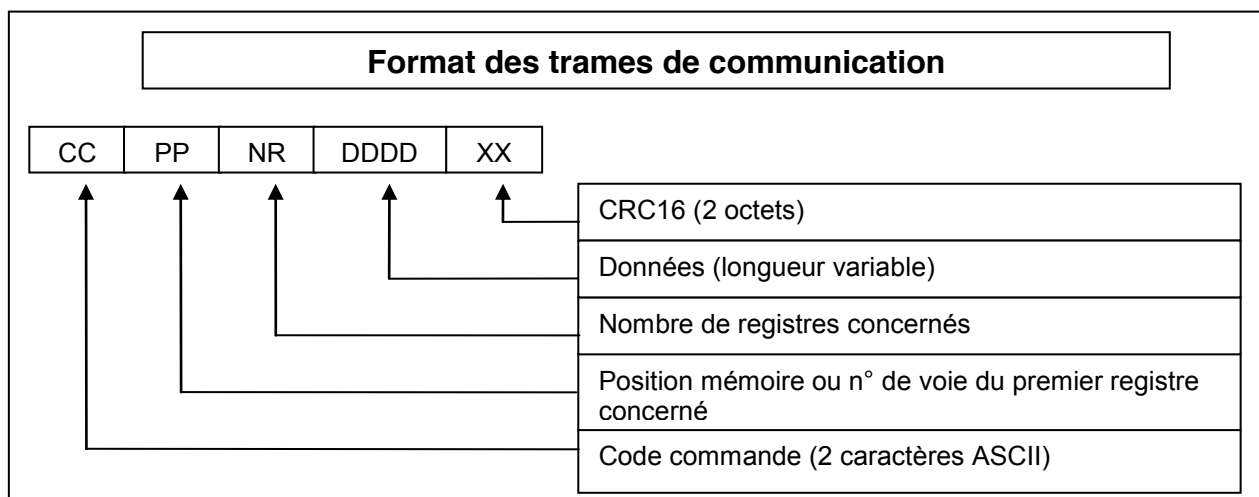 Format des trames de communication
CC PP NR DDDD XX
CRC16 (2 octets)
Données (longueur variable)
Nombre de registres concernés
Position mémoire ou n° de voie du premier registre
concerné
Code commande (2 caractères ASCII)